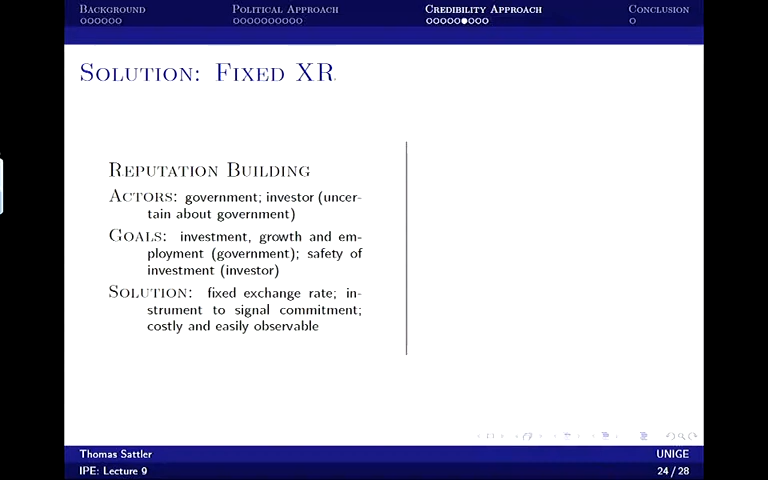 Background Political Approach Credibility Approach Conclusion
Solution: Fixed XR
Reputation Building
Actors: government; investor (uncer-
tain about government)
Goals: investment, growth and em-
ployment (government); safety of
investment (investor)
Solution: fixed exchange rate; in-
strument to signal commitment;
costly and easily observable
Thomas Sattler UNIGE
IPE: Lecture 9 24 / 28